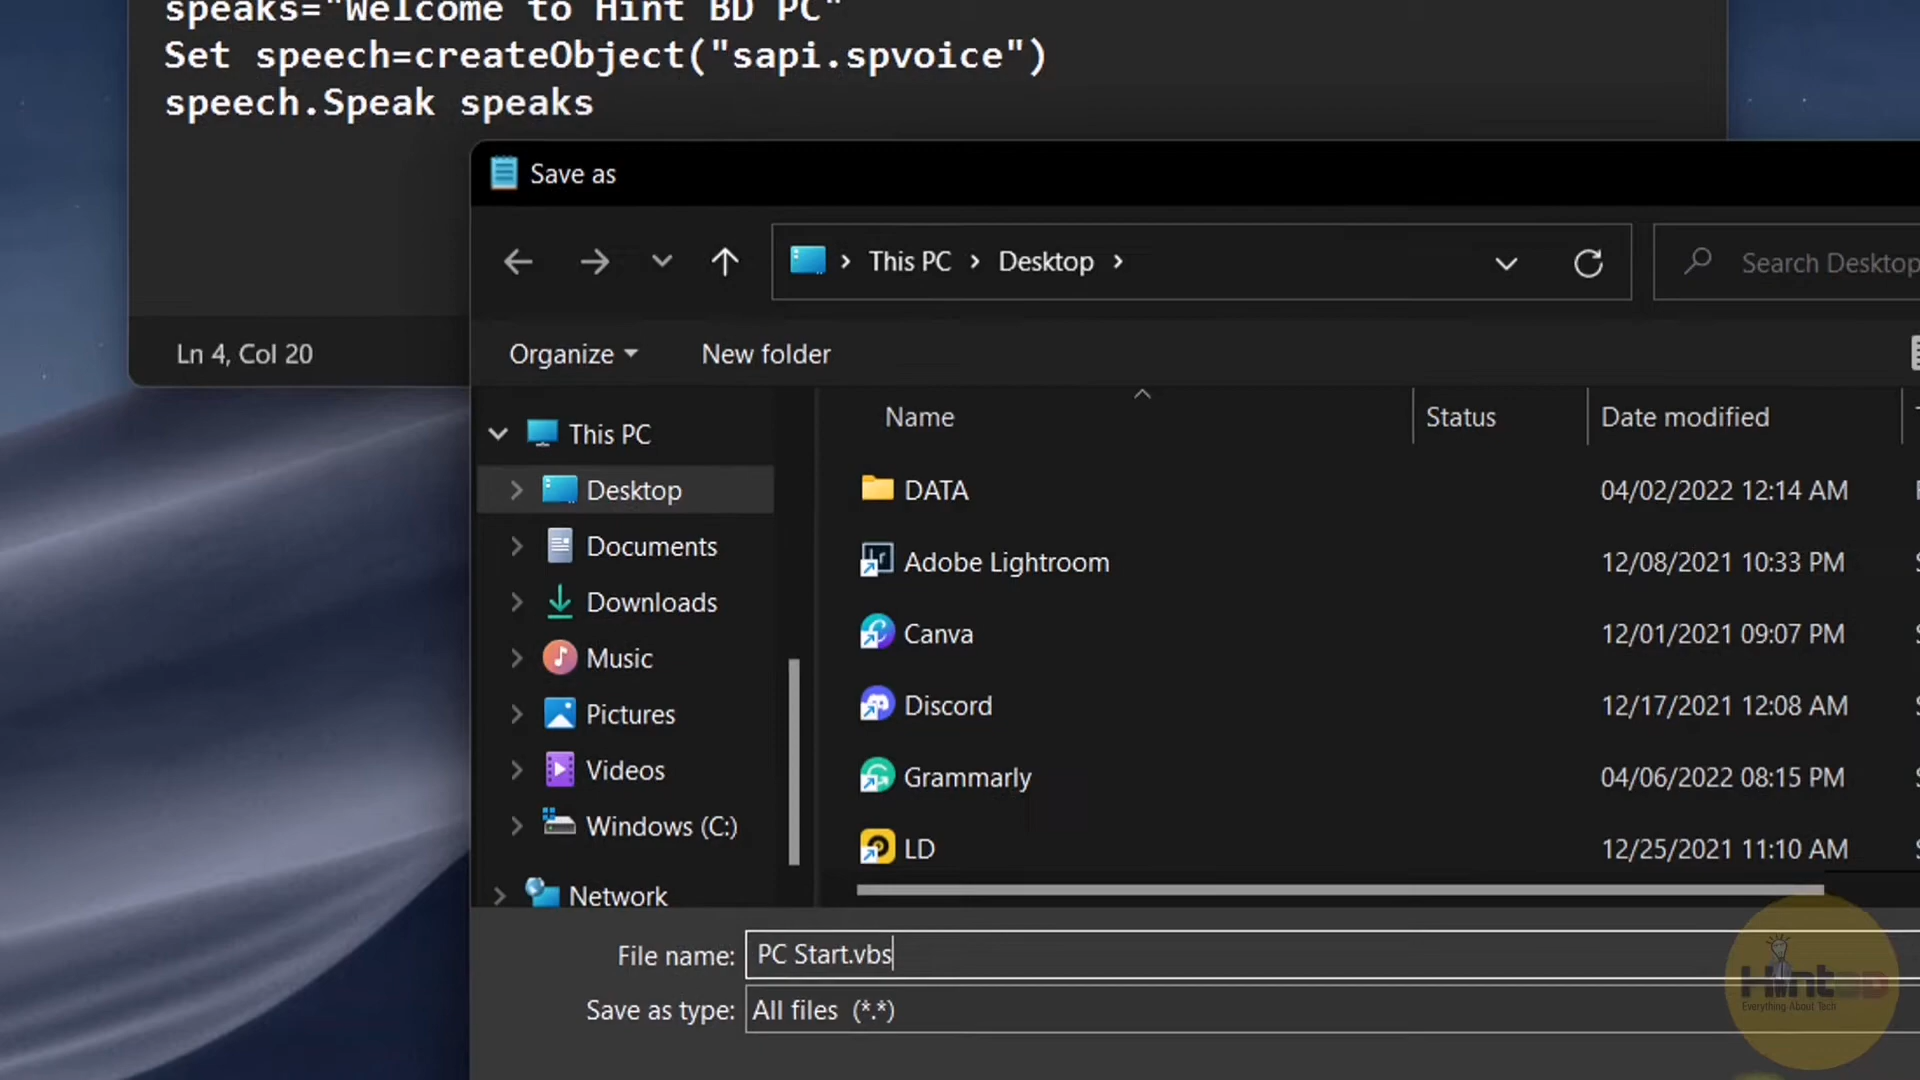 speaks="Welcome to Hint BD PC"
Set speech=createObject("sapi.spvoice")
speech.Speak speaks
Save as
This PC
Desktop
Search Desktop
Ln 4, Col 20
Organize
New folder
Name
Status
Date modified
This PC
Desktop
DATA
04/02/2022 12:14 AM
Documents
Adobe Lightroom
12/08/2021 10:33 PM
Downloads
Canva
12/01/2021 09:07 PM
Music
Discord
12/17/2021 12:08 AM
Pictures
Videos
Grammarly
04/06/2022 08:15 PM
Windows (C:)
LD
12/25/2021 11:10 AM
Network
File name: PC Start.vbs
Save as type: All files (*.*)
HintBD
Everything About Tech